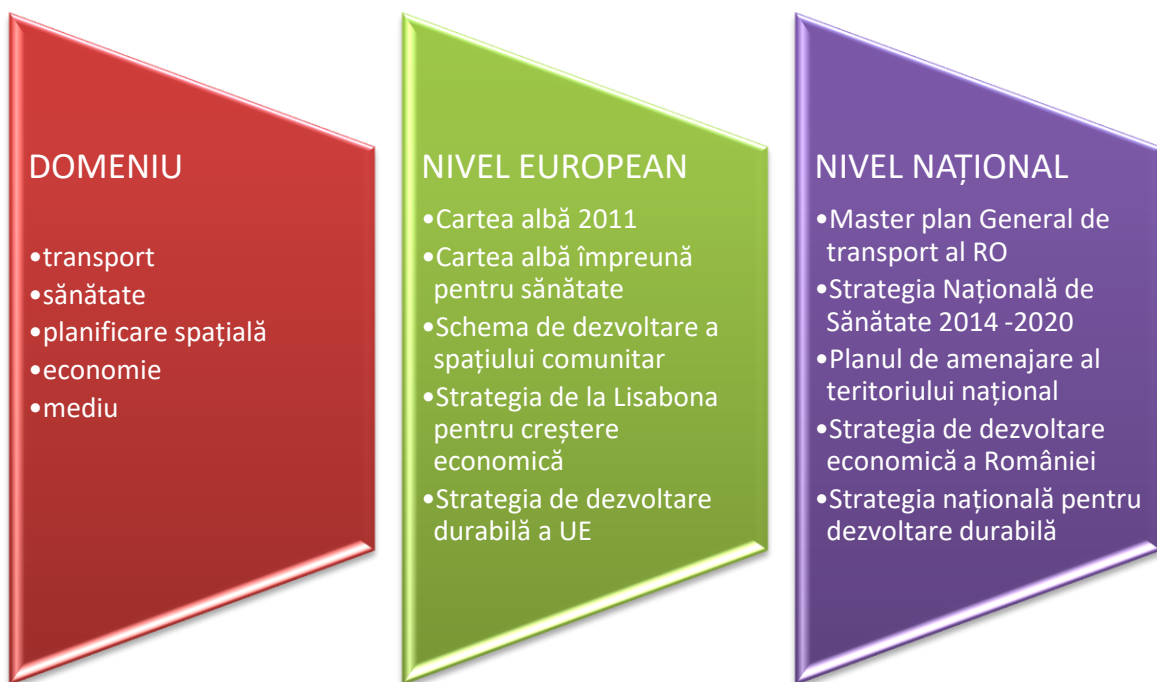 DOMENIU
•transport
•sănătate
•planificare spațială
•economie
•mediu
NIVEL EUROPEAN
•Cartea albă 2011
•Cartea albă împreună
pentru sănătate
•Schema de dezvoltare a
spațiului comunitar
•Strategia de la Lisabona
pentru creștere
economică
•Strategia de dezvoltare
durabilă a UE
NIVEL NAȚIONAL
•Master plan General de
transport al RO
•Strategia Națională de
Sănătate 2014 -2020
•Planul de amenajare al
teritoriului național
•Strategia de dezvoltare
economică a României
•Strategia națională pentru
dezvoltare durabilă